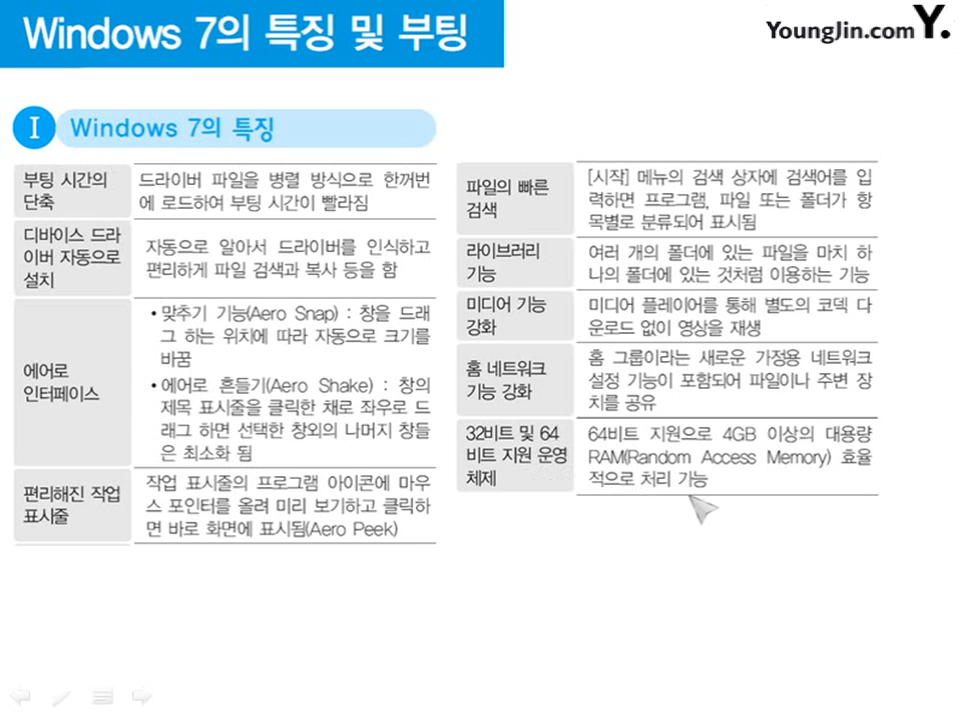 Windows 7의 특징 및 부팅
YoungJin.com Y.
I Windows 7의 특징
부팅 시간의
단축
드라이버 파일을 병렬 방식으로 한꺼번
에 로드하여 부팅 시간이 빨라짐
디바이스 드라
이버 자동으로
설치
자동으로 알아서 드라이버를 인식하고
편리하게 파일 검색과 복사 등을 함
에어로
인터페이스
• 맞추기 기능(Aero Snap) : 창을 드래
그 하는 위치에 따라 자동으로 크기를
바꿈
• 에어로 흔들기(Aero Shake) : 창의
제목 표시줄을 클릭한 채로 좌우로 드
래그 하면 선택한 창외의 나머지 창들
은 최소화 됨
편리해진 작업
표시줄
작업 표시줄의 프로그램 아이콘에 마우
스 포인터를 올려 미리 보기하고 클릭하
면 바로 화면에 표시됨(Aero Peek)
파일의 빠른
검색
[시작] 메뉴의 검색 상자에 검색어를 입
력하면 프로그램, 파일 또는 폴더가 항
목별로 분류되어 표시됨
라이브러리
기능
여러 개의 폴더에 있는 파일을 마치 하
나의 폴더에 있는 것처럼 이용하는 기능
미디어 기능
강화
미디어 플레이어를 통해 별도의 코덱 다
운로드 없이 영상을 재생
홈 네트워크
기능 강화
홈 그룹이라는 새로운 가정용 네트워크
설정 기능이 포함되어 파일이나 주변 장
치를 공유
32비트 및 64
비트 지원 운영
체제
64비트 지원으로 4GB 이상의 대용량
RAM(Random Access Memory) 효율
적으로 처리 가능